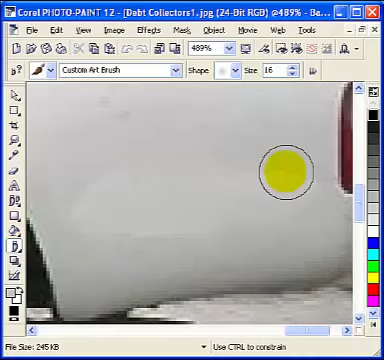 Corel PHOTO-PAINT 12 - [Debt Collectors1.jpg (24-Bit RGB) @489% - Ba...
File Edit View Image Effects Mask Object Movie Web Tools
489%
Custom Art Brush Shape Size 16
File Size: 245 KB Use CTRL to constrain